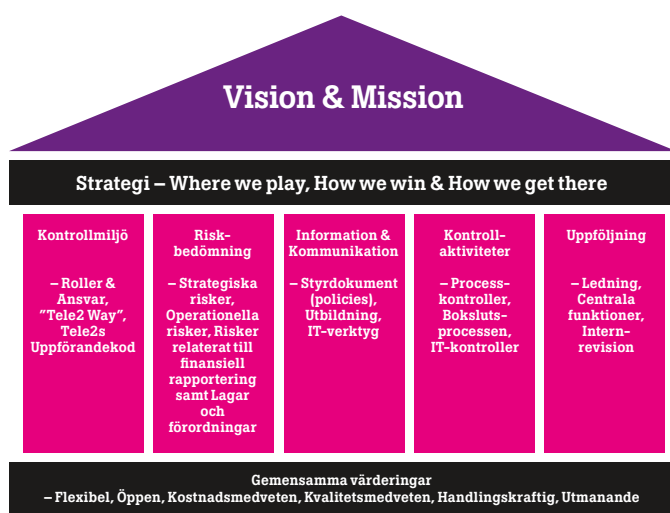 Vision & Mission
Strategi – Where we play, How we win & How we get there
Kontrollmiljö
– Roller &
Ansvar,
”Tele2 Way”,
Tele2s
Uppförandekod
Risk-
bedömning
– Strategiska
risker,
Operationella
risker, Risker
relaterat till
finansiell
rapportering
samt Lagar
och
förordningar
Information &
Kommunikation
– Styrdokument
(policies),
Utbildning,
IT-verktyg
Kontroll-
aktiviteter
– Process-
kontroller,
Boksluts-
processen,
IT-kontroller
Uppföljning
– Ledning,
Centrala
funktioner,
Intern-
revision
Gemensamma värderingar
– Flexibel, Öppen, Kostnadsmedveten, Kvalitetsmedveten, Handlingskraftig, Utmanande